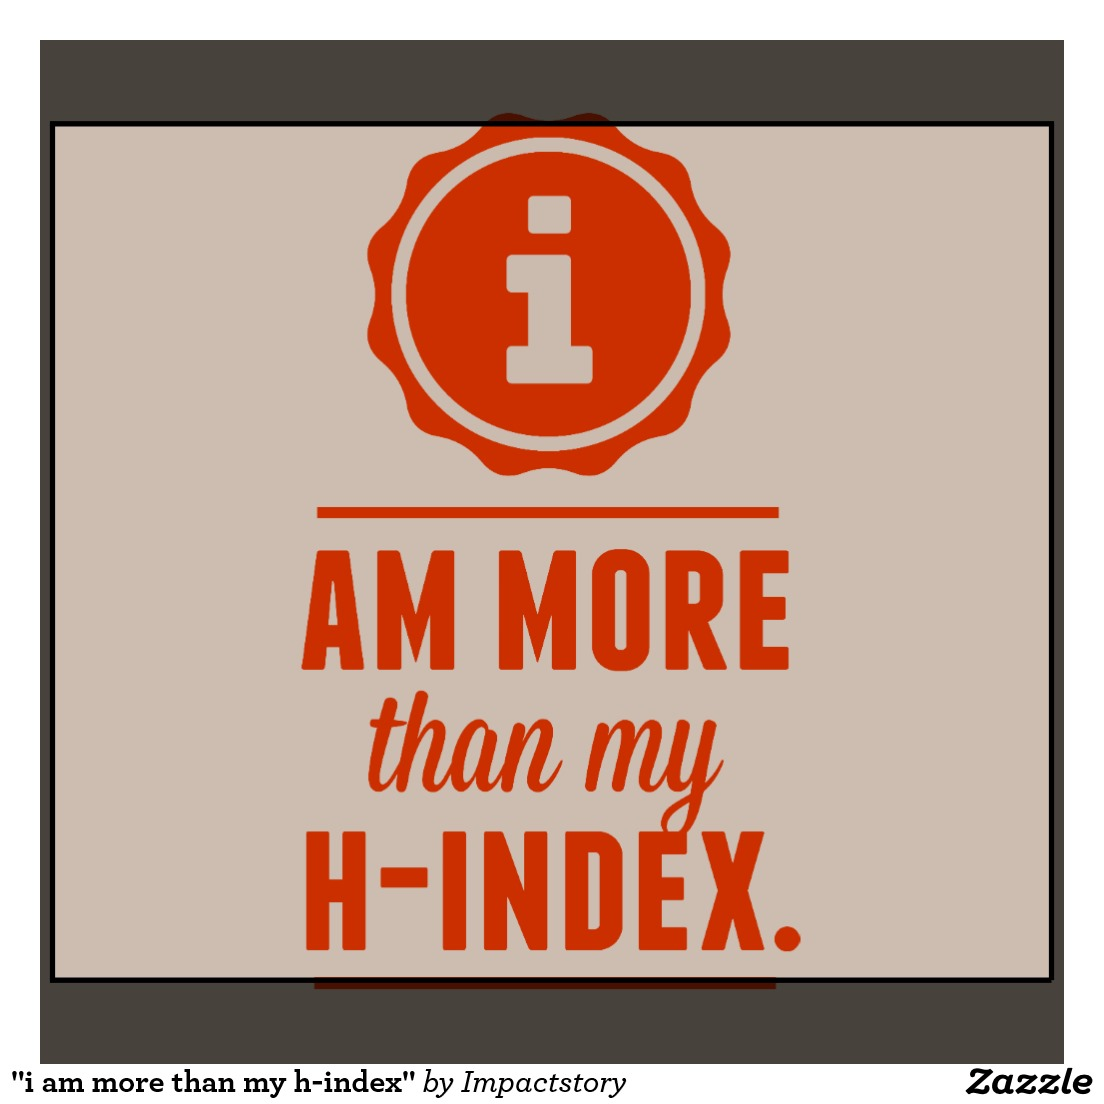 i
AM MORE
than my
H-INDEX.
"i am more than my h-index" by Impactstory
Zazzle